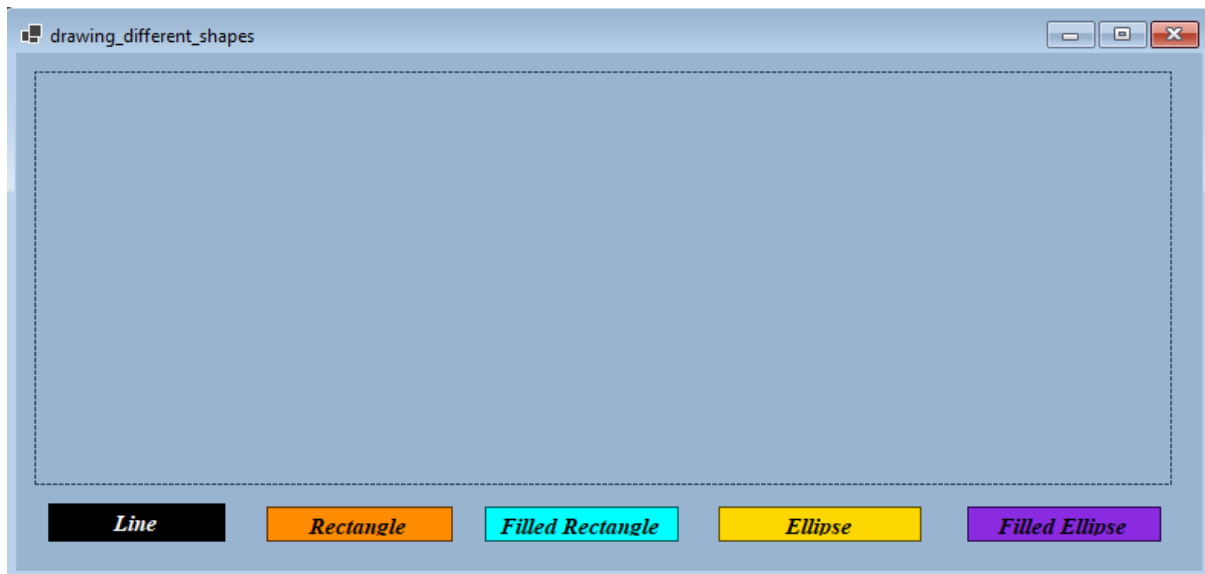 drawing_different_shapes
Line
Rectangle
Filled Rectangle
Ellipse
Filled Ellipse